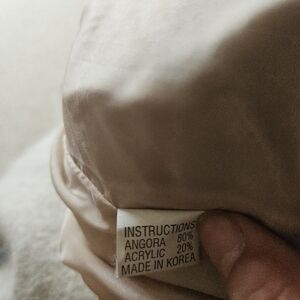 INSTRUCTIONS
ANGORA 80%
ACRYLIC 20%
MADE IN KOREA